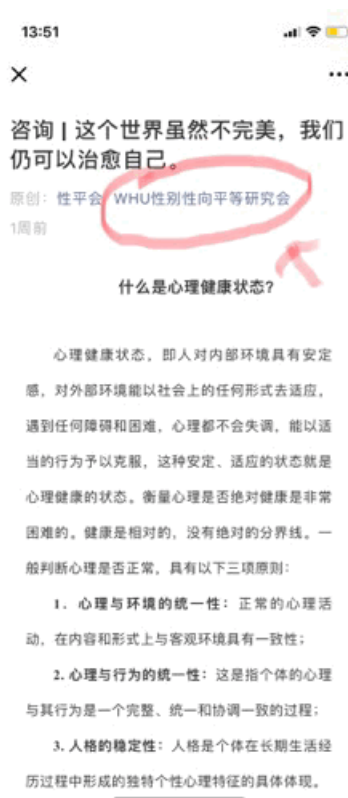 13:51
咨询 | 这个世界虽然不完美，我们
仍可以治愈自己。
原创： 性平会 WHU性别性向平等研究会
1周前
什么是心理健康状态?
心理健康状态，即人对内部环境具有安定
感，对外部环境能以社会上的任何形式去适应，
遇到任何障碍和困难，心理都不会失调，能以适
当的行为予以克服，这种安定、适应的状态就是
心理健康的状态。衡量心理是否绝对健康是非常
困难的。健康是相对的，没有绝对的分界线。一
般判断心理是否正常，具有以下三项原则：
1．心理与环境的统一性：正常的心理活
动，在内容和形式上与客观环境具有一致性；
2. 心理与行为的统一性：这是指个体的心理
与其行为是一个完整、统一和协调一致的过程；
3. 人格的稳定性：人格是个体在长期生活经
历过程中形成的独特个性心理特征的具体体现。